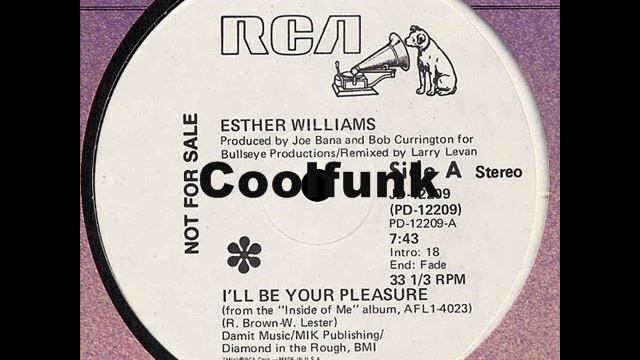 RCA
ESTHER WILLIAMS
Produced by Joe Bana and Bob Currington for
Bullseye Productions/Remixed by Larry Levan
NOT FOR SALE
Side A Stereo
Coolfunk
12209
(PD-12209)
PD-12209-A
7:43
Intro: 18
End: Fade
33 1/3 RPM
I'LL BE YOUR PLEASURE
(from the "Inside of Me" album, AFL1-4023)
(R. Brown-W. Lester)
Damit Music/MIK Publishing/
Diamond in the Rough, BMI